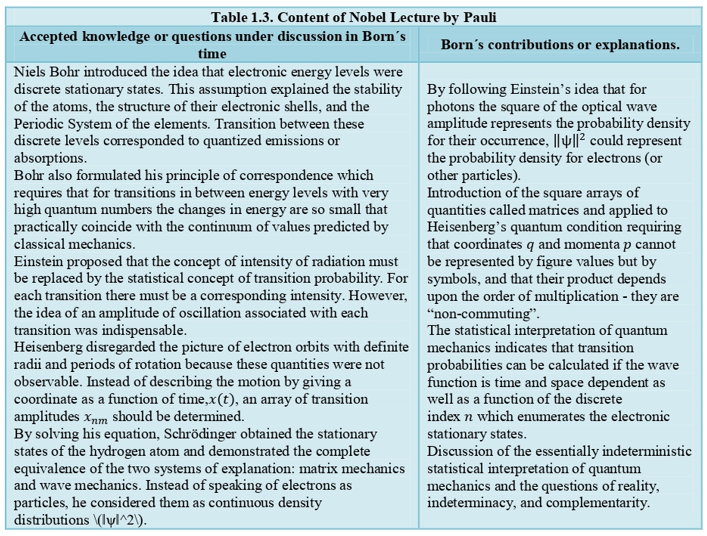 Table 1.3. Content of Nobel Lecture by Pauli
Accepted knowledge or questions under discussion in Born´s
time
Born´s contributions or explanations.
Niels Bohr introduced the idea that electronic energy levels were
discrete stationary states. This assumption explained the stability
of the atoms, the structure of their electronic shells, and the
Periodic System of the elements. Transition between these
discrete levels corresponded to quantized emissions or
absorptions.
Bohr also formulated his principle of correspondence which
requires that for transitions in between energy levels with very
high quantum numbers the changes in energy are so small that
practically coincide with the continuum of values predicted by
classical mechanics.
Einstein proposed that the concept of intensity of radiation must
be replaced by the statistical concept of transition probability. For
each transition there must be a corresponding intensity. However,
the idea of an amplitude of oscillation associated with each
transition was indispensable.
Heisenberg disregarded the picture of electron orbits with definite
radii and periods of rotation because these quantities were not
observable. Instead of describing the motion by giving a
coordinate as a function of time,x(t), an array of transition
amplitudes xₙₘ should be determined.
By solving his equation, Schrödinger obtained the stationary
states of the hydrogen atom and demonstrated the complete
equivalence of the two systems of explanation: matrix mechanics
and wave mechanics. Instead of speaking of electrons as
particles, he considered them as continuous density
distributions \(|ψ|^2\).
By following Einstein’s idea that for
photons the square of the optical wave
amplitude represents the probability density
for their occurrence, ‖ψ‖² could represent
the probability density for electrons (or
other particles).
Introduction of the square arrays of
quantities called matrices and applied to
Heisenberg’s quantum condition requiring
that coordinates q and momenta p cannot
be represented by figure values but by
symbols, and that their product depends
upon the order of multiplication - they are
“non-commuting”.
The statistical interpretation of quantum
mechanics indicates that transition
probabilities can be calculated if the wave
function is time and space dependent as
well as a function of the discrete
index n which enumerates the electronic
stationary states.
Discussion of the essentially indeterministic
statistical interpretation of quantum
mechanics and the questions of reality,
indeterminacy, and complementarity.